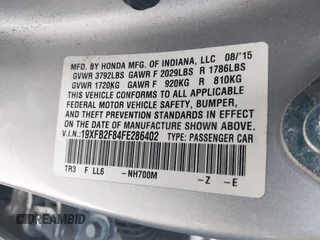 MFD. BY HONDA MFG. OF INDIANA, LLC 08/'15
GVWR 3792LBS GAWR F 2029LBS R 1786LBS
GVWR 1720KG GAWR F 920KG R 810KG
THIS VEHICLE CONFORMS TO ALL APPLICABLE
FEDERAL MOTOR VEHICLE SAFETY, BUMPER,
AND THEFT PREVENTION STANDARDS IN EFFECT
ON THE DATE OF MANUFACTURE SHOWN ABOVE.
V.I.N.: 19XFB2F84FE286402 TYPE: PASSENGER CAR
TR3 F LL6 -NH700M -Z -E
DREAMBID.COM